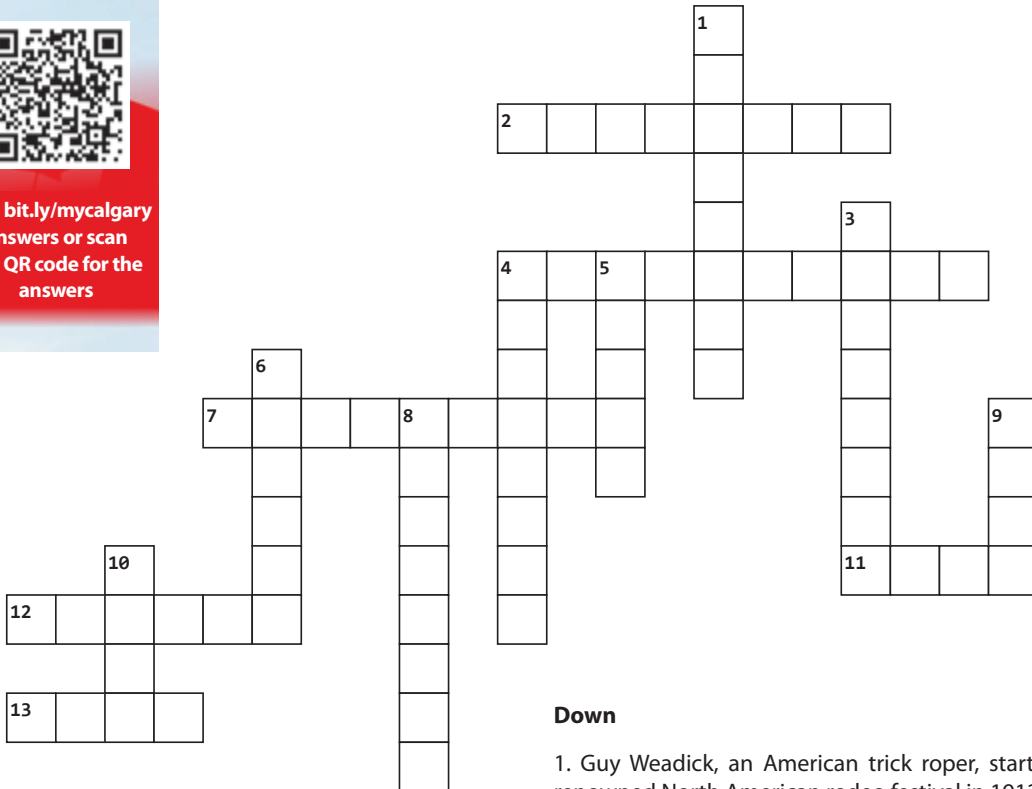 bit.ly/mycalgary
nswers or scan
QR code for the
answers
1
2
3
4 5
6
7 8
9
10
11
12
13
Down
1. Guy Weadick, an American trick roper, start